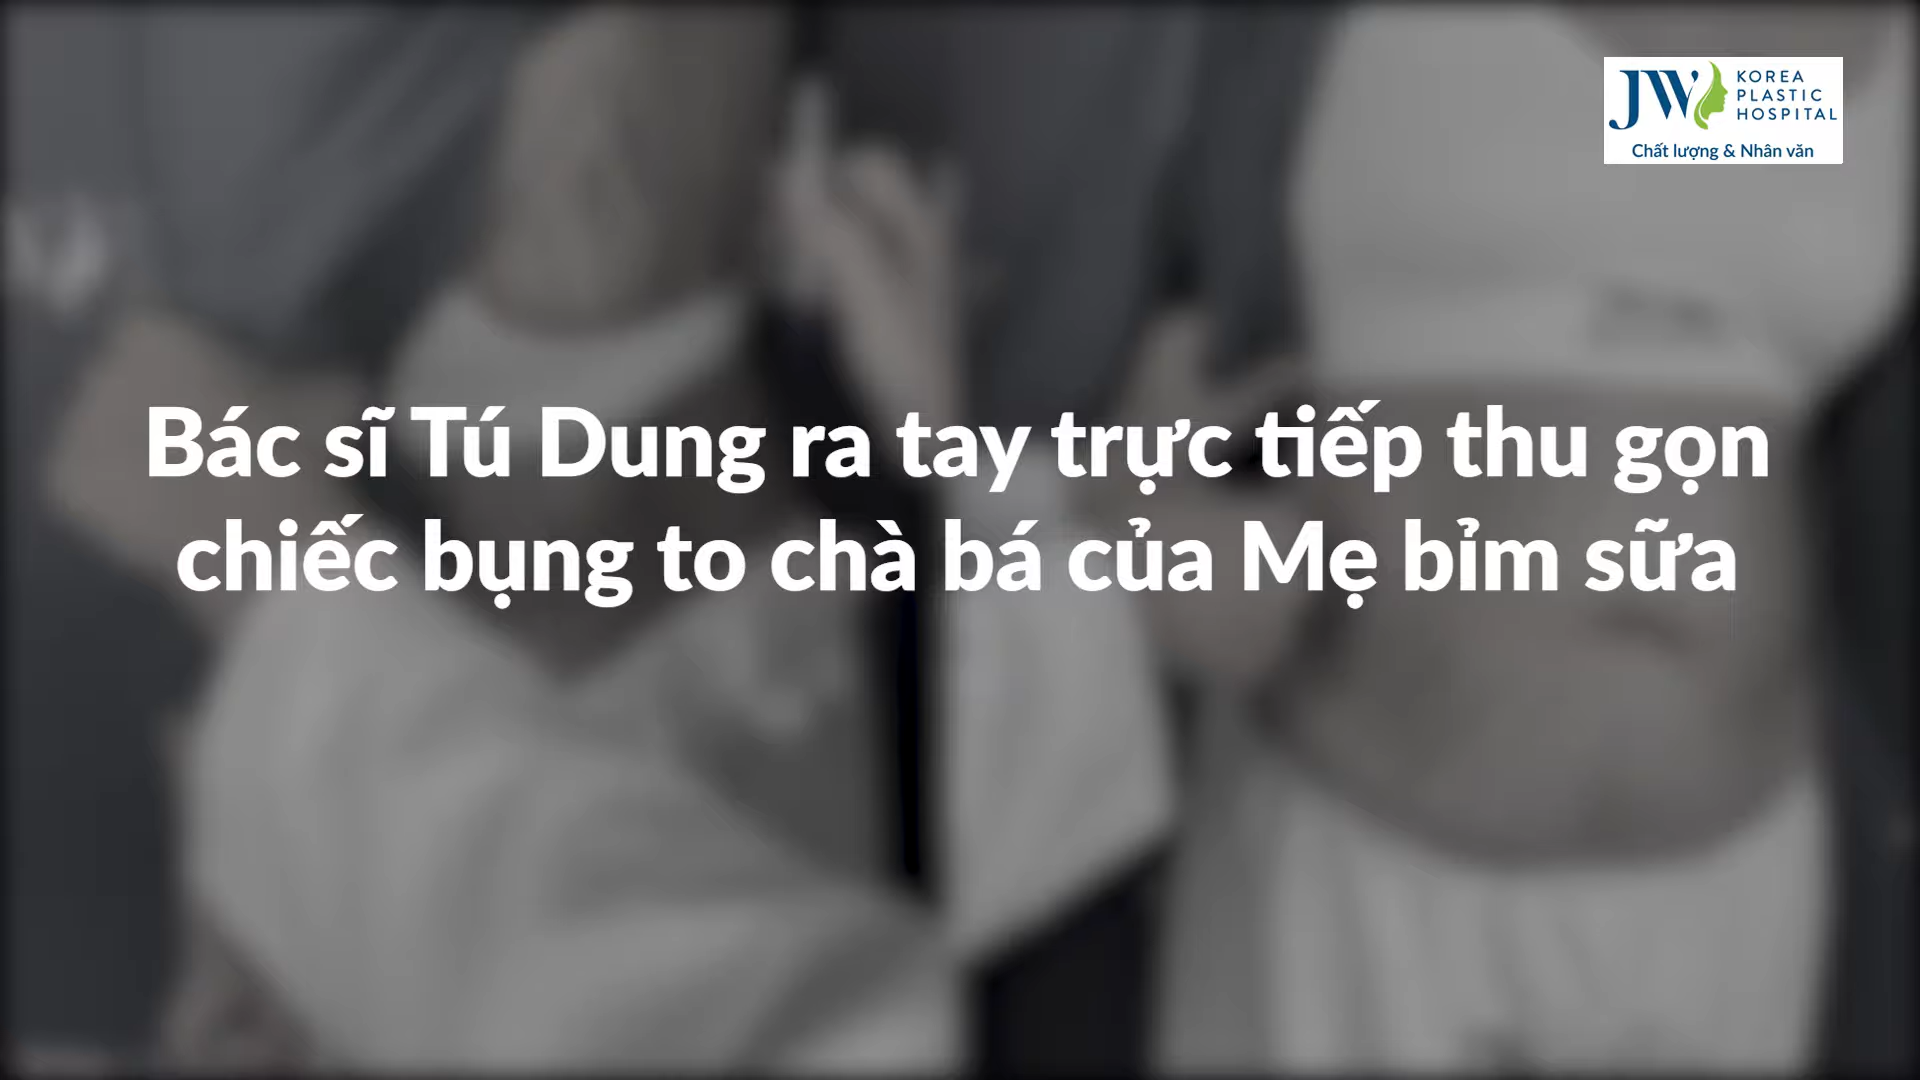 JW KOREA
PLASTIC
HOSPITAL
Chất lượng & Nhân văn
Bác sĩ Tú Dung ra tay trực tiếp thu gọn
chiếc bụng to chà bá của Mẹ bỉm sữa